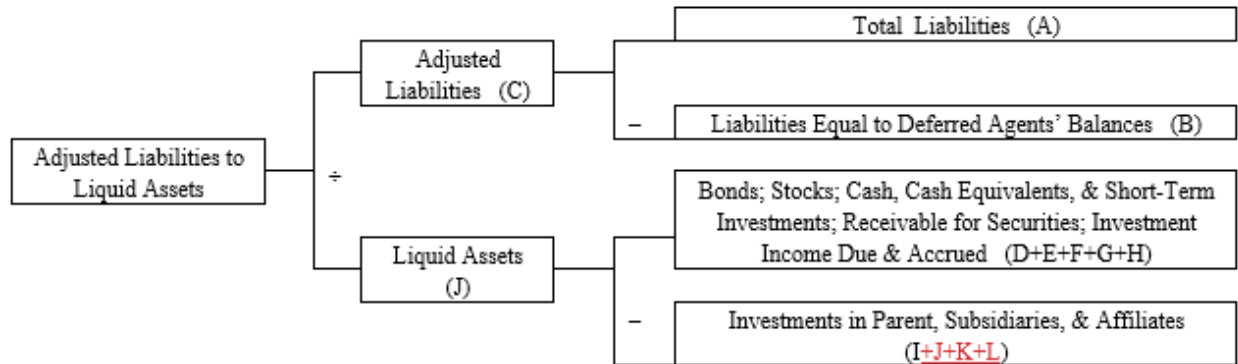 Total Liabilities (A)
Adjusted
Liabilities (C)
–
Liabilities Equal to Deferred Agents’ Balances (B)
Adjusted Liabilities to
Liquid Assets
÷
Bonds; Stocks; Cash, Cash Equivalents, & Short-Term
Investments; Receivable for Securities; Investment
Income Due & Accrued (D+E+F+G+H)
Liquid Assets
(J)
–
Investments in Parent, Subsidiaries, & Affiliates
(I+J+K+L)